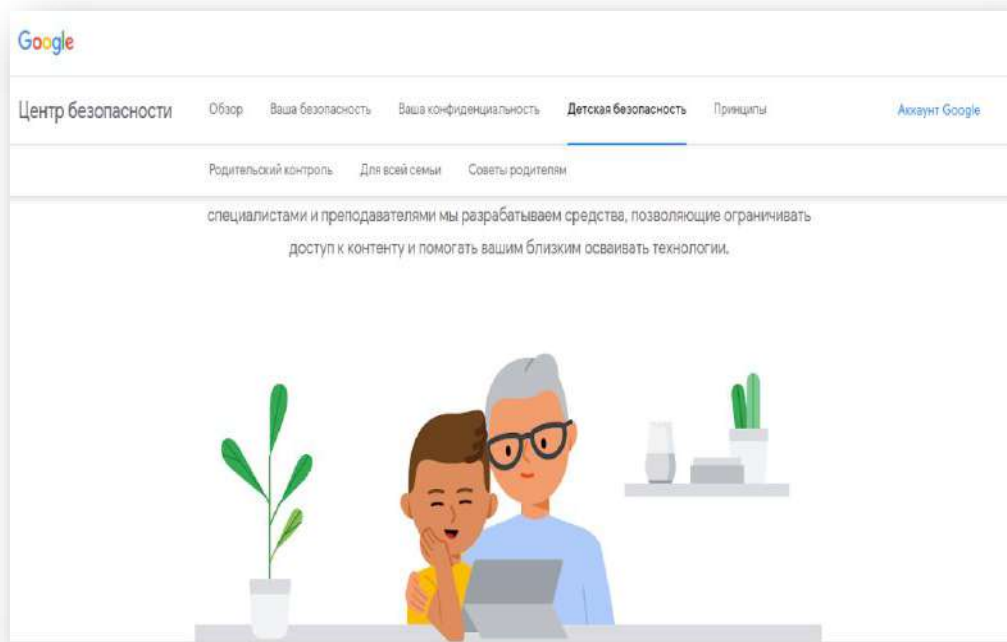 Google
Центр безопасности Обзор Ваша безопасность Ваша конфиденциальность Детская безопасность Принципы Аккаунт Google
Родительский контроль Для всей семьи Советы родителям
специалистами и преподавателями мы разрабатываем средства, позволяющие ограничивать
доступ к контенту и помогать вашим близким осваивать технологии.